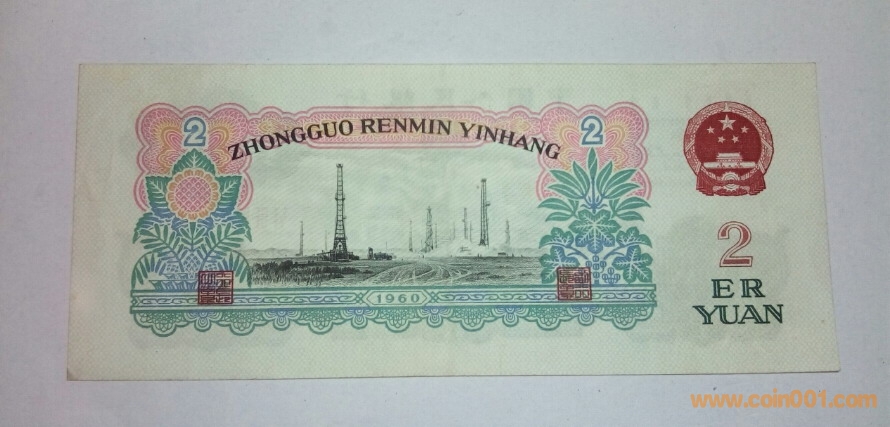 2 2
ZHONGGUO RENMIN YINHANG
1960
2
ER
YUAN
www.coin001.com